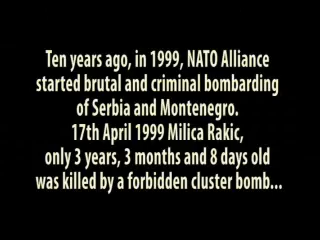 Ten years ago, in 1999, NATO Alliance
started brutal and criminal bombarding
of Serbia and Montenegro.
17th April 1999 Milica Rakic,
only 3 years, 3 months and 8 days old
was killed by a forbidden cluster bomb...